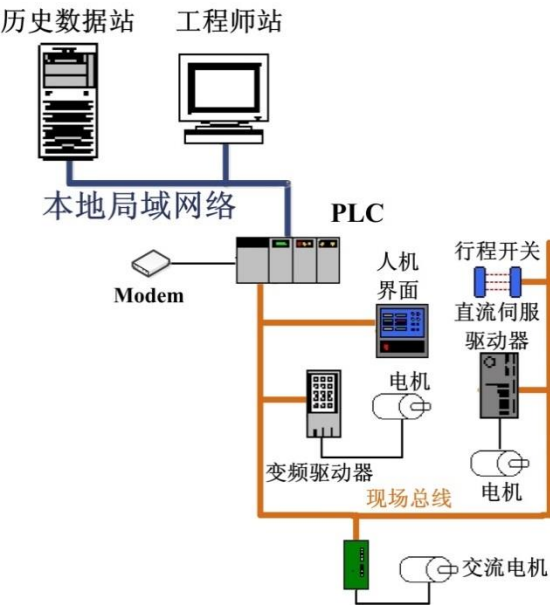 历史数据站
工程师站
本地局域网络
PLC
Modem
人机
界面
行程开关
直流伺服
驱动器
电机
变频驱动器
电机
现场总线
交流电机